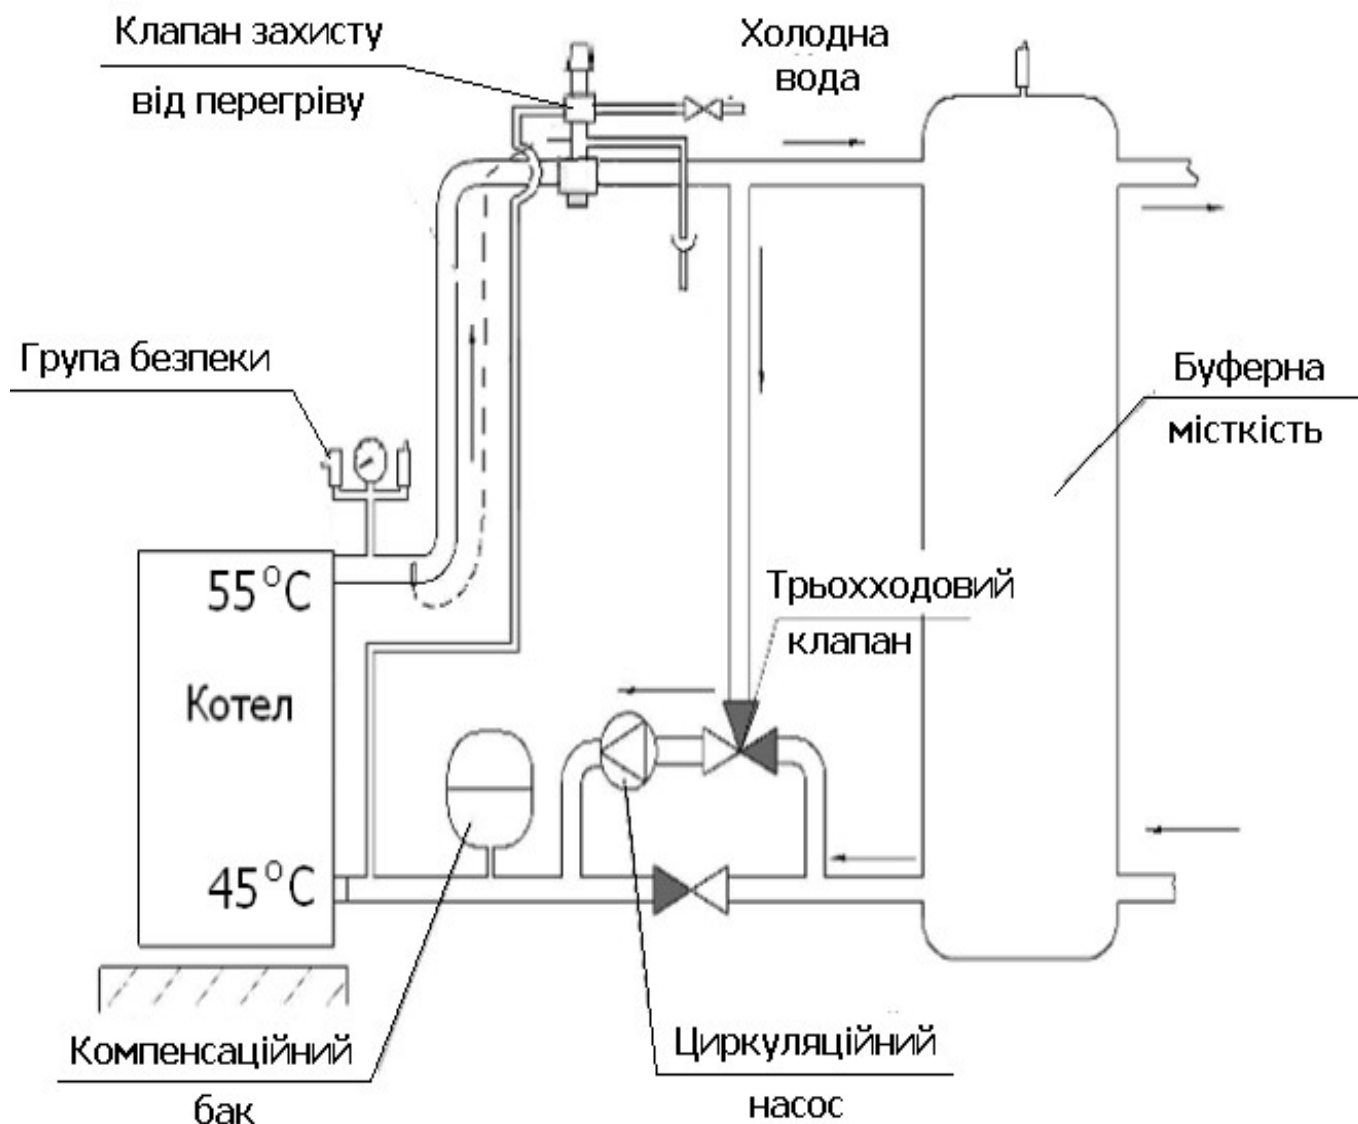 Клапан захисту
від перегріву
Холодна
вода
Група безпеки
Буферна
місткість
55°C
Трьохходовий
клапан
Котел
45°C
Компенсаційний
бак
Циркуляційний
насос